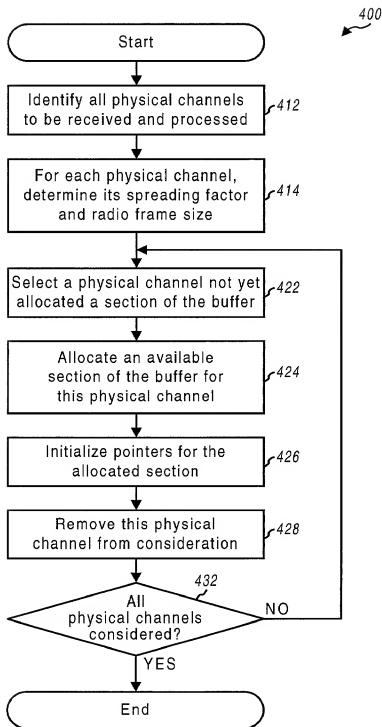 400
Start
Identify all physical channels
to be received and processed
412
For each physical channel,
determine its spreading factor
and radio frame size
414
Select a physical channel not yet
allocated a section of the buffer
422
Allocate an available
section of the buffer for
this physical channel
424
Initialize pointers for the
allocated section
426
Remove this physical
channel from consideration
428
432
All
physical channels
considered?
NO
YES
End